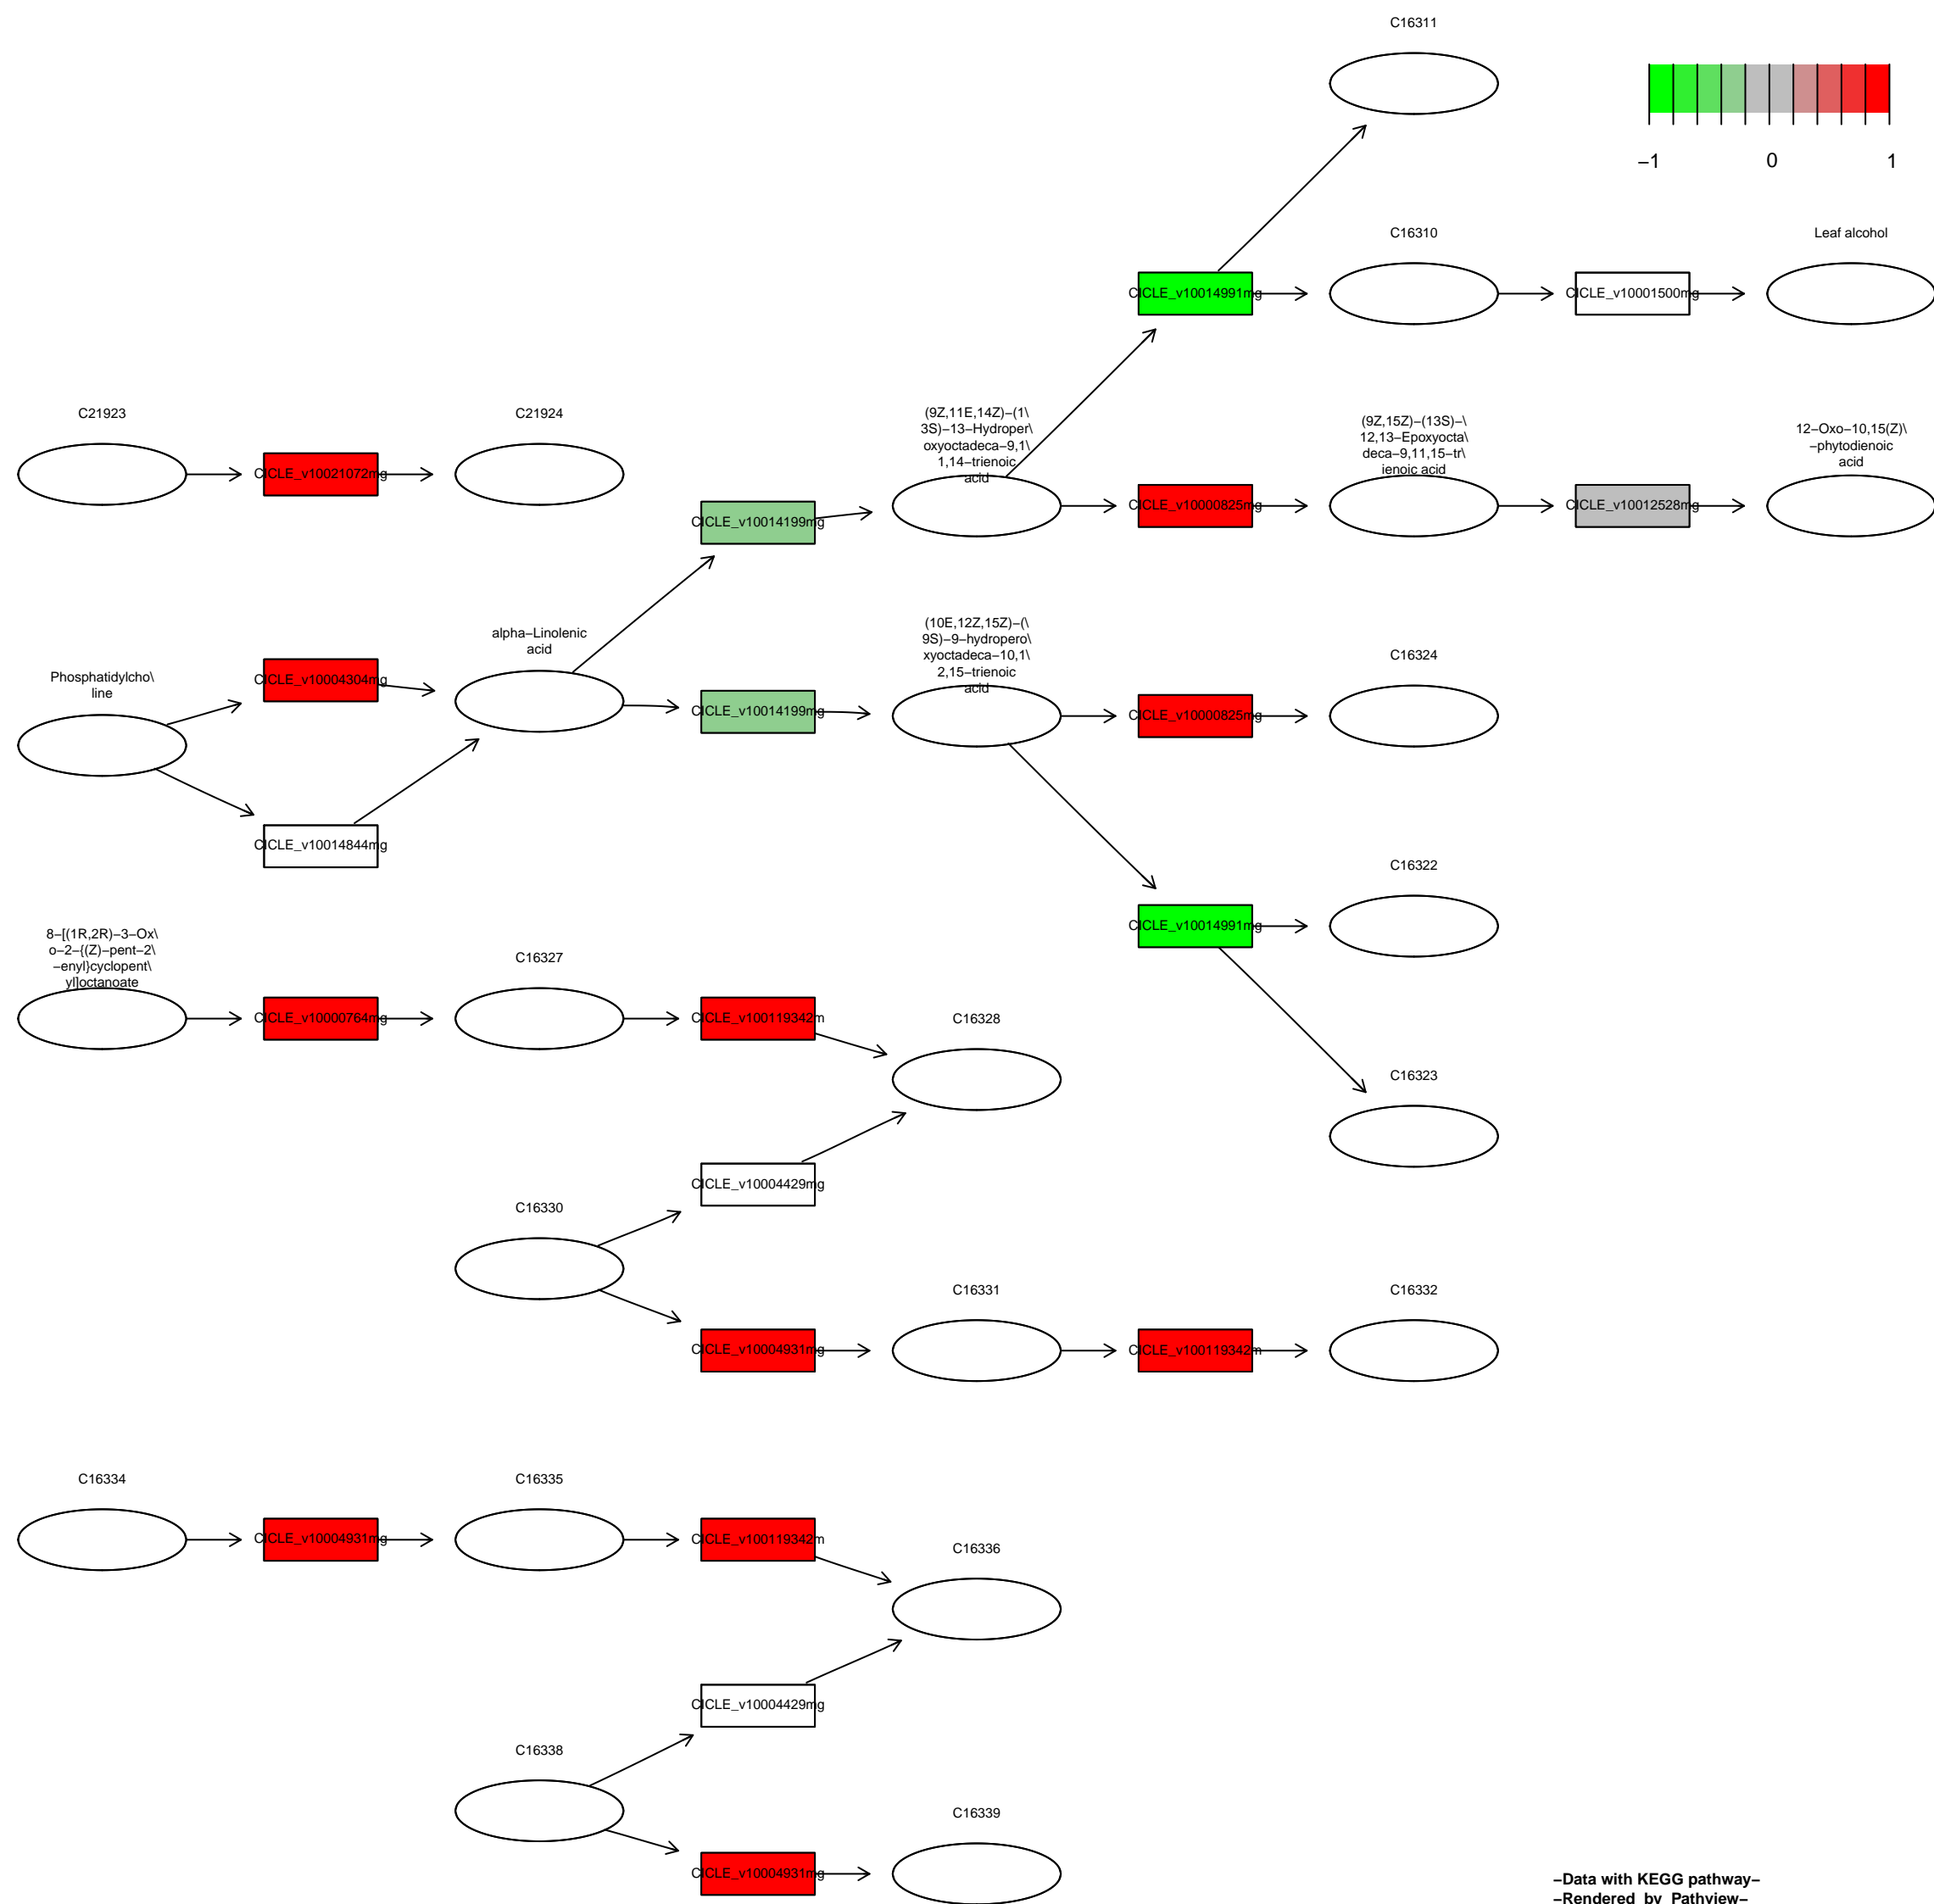 C16311
−1 0 1
C16310
Leaf alcohol
CICLE_v10014991mg
CICLE_v10001500mg
C21923
C21924
(9Z,11E,14Z)−(1\
3S)−13−Hydroper\
oxyoctadeca−9,1\
1,14−trienoic
acid
(9Z,15Z)−(13S)−\
12,13−Epoxyocta\
deca−9,11,15−tr\
ienoic acid
12−Oxo−10,15(Z)\
−phytodienoic
acid
CICLE_v10021072mg
CICLE_v10014199mg
CICLE_v10000825mg
CICLE_v10012528mg
alpha−Linolenic
acid
(10E,12Z,15Z)−(\
9S)−9−hydropero\
xyoctadeca−10,1\
2,15−trienoic
acid
C16324
Phosphatidylcho\
line
CICLE_v10004304mg
CICLE_v10014199mg
CICLE_v10000825mg
CICLE_v10014844mg
C16322
CICLE_v10014991mg
8−[(1R,2R)−3−Ox\
o−2−{(Z)−pent−2\
−enyl}cyclopent\
yl]octanoate
C16327
CICLE_v10000764mg
CICLE_v100119342m
C16328
C16323
CICLE_v10004429mg
C16330
C16331
C16332
CICLE_v10004931mg
CICLE_v100119342m
C16334
C16335
CICLE_v10004931mg
CICLE_v100119342m
C16336
CICLE_v10004429mg
C16338
C16339
CICLE_v10004931mg
−Data with KEGG pathway−
−Rendered by Pathview−